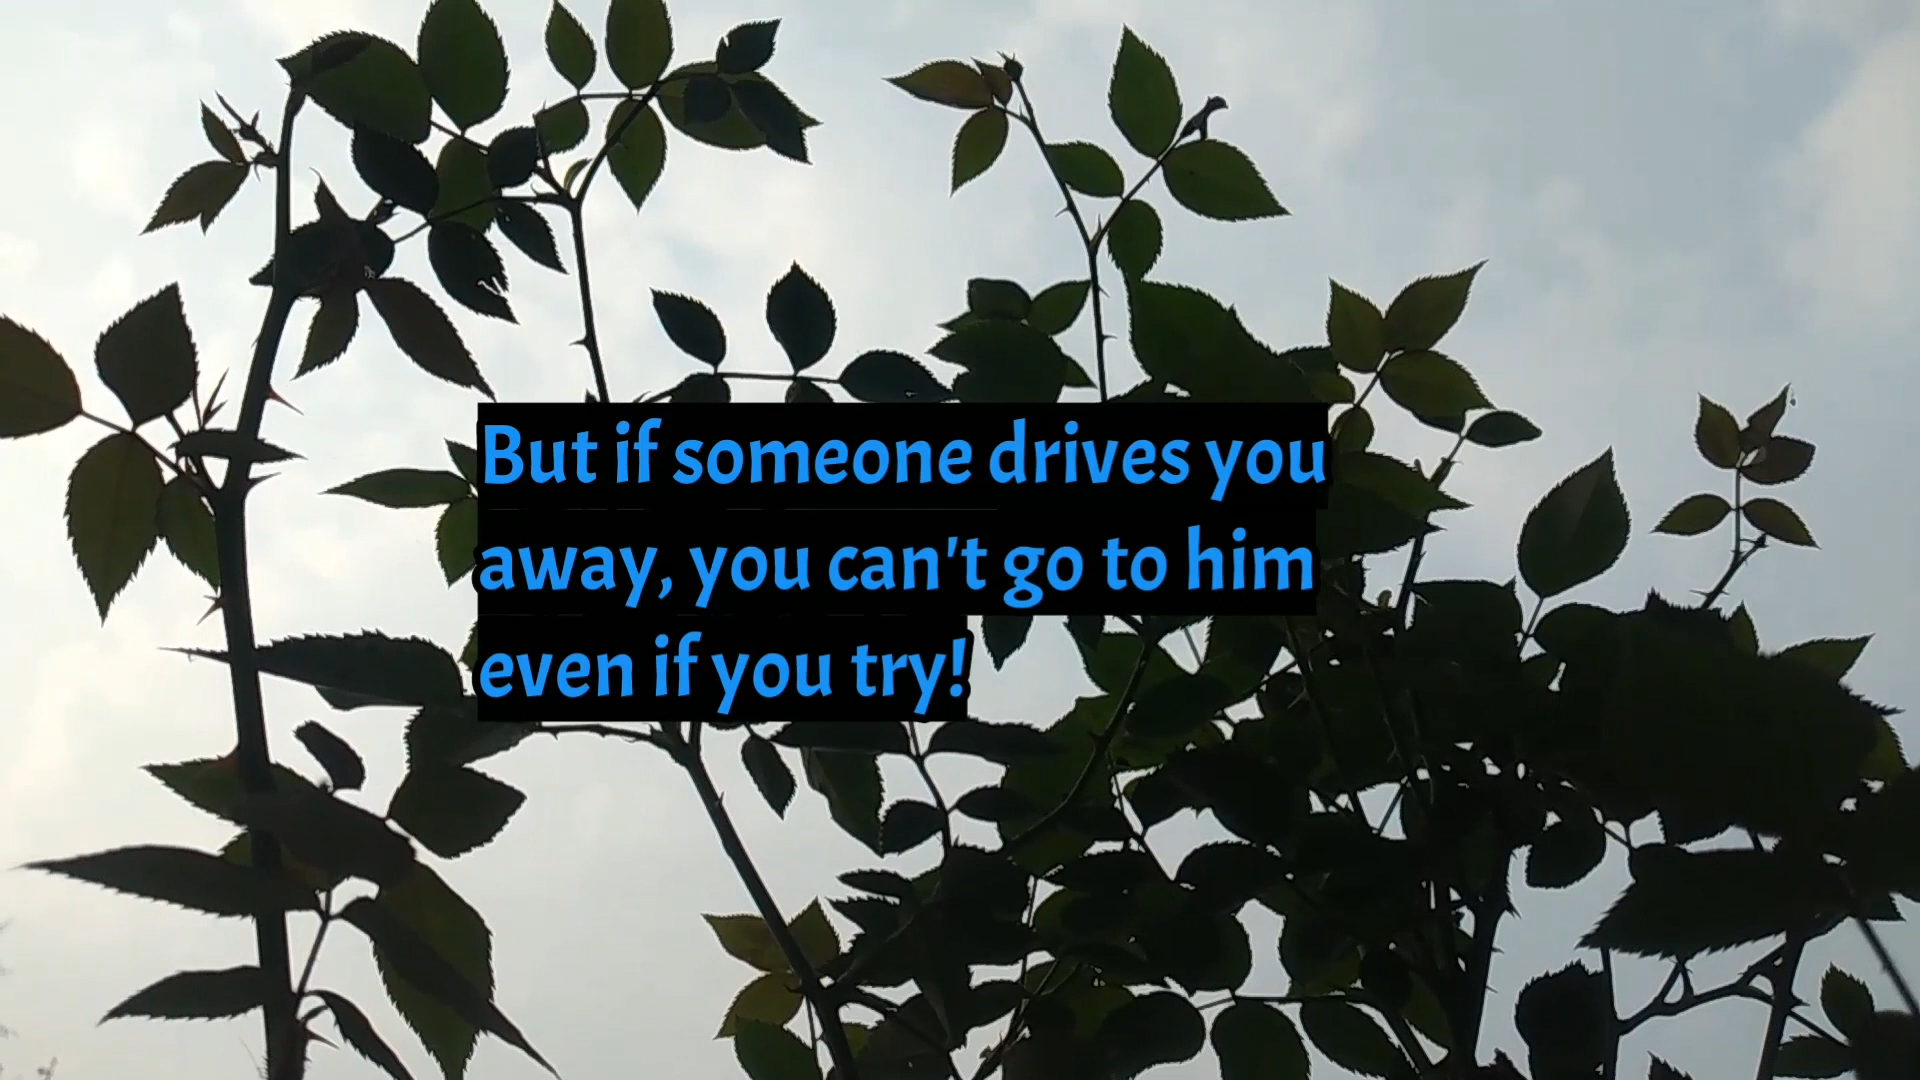 But if someone drives you
away, you can't go to him
even if you try!